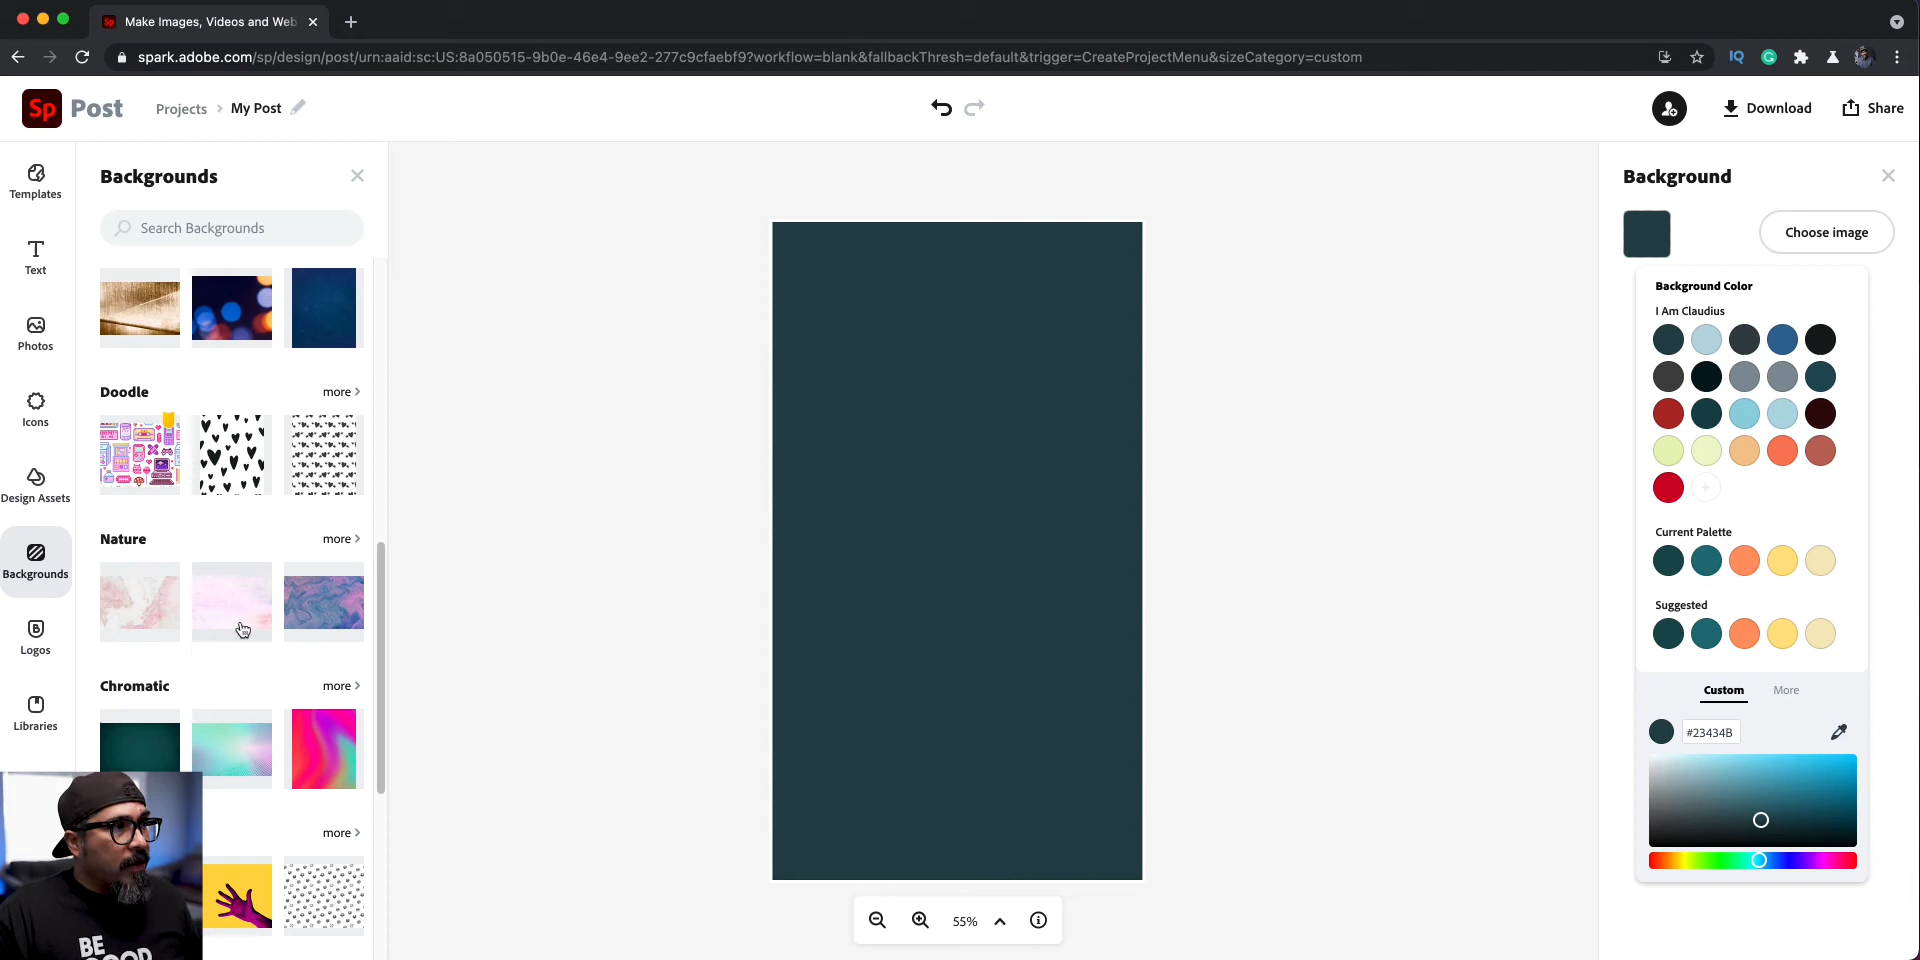 Make Images, Videos and Web
spark.adobe.com/sp/design/post/urn:aaid:sc:US:8a050515-9b0e-46e4-9ee2-277c9cfaebf9?workflow=blank&fallbackThresh=default&trigger=CreateProjectMenu&sizeCategory=custom
IQ
Sp Post
Projects > My Post
Download
Share
Templates
Text
Photos
Icons
Design Assets
Backgrounds
Logos
Libraries
Backgrounds
Search Backgrounds
Doodle more >
Nature more >
Chromatic more >
more >
BE
GOOD
55%
Background
Choose image
Background Color
I Am Claudius
Current Palette
Suggested
Custom More
#23434B